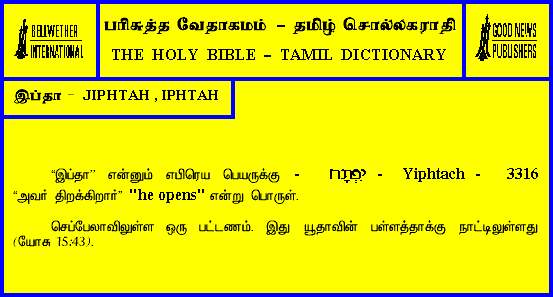 BELLWETHER
INTERNATIONAL
பரிசுத்த வேதாகமம் – தமிழ் சொல்லகராதி
THE HOLY BIBLE – TAMIL DICTIONARY
GOOD NEWS
PUBLISHERS
இப்தா - JIPHTAH , IPHTAH
“இப்தா” என்னும் எபிரெய பெயருக்கு - - Yiphtach - 3316
“அவர் திறக்கிறார்” "he opens" என்று பொருள்.
செப்பேலாவிலுள்ள ஒரு பட்டணம். இது யூதாவின் பள்ளத்தாக்கு நாட்டிலுள்ளது
(யோசு 15:43).